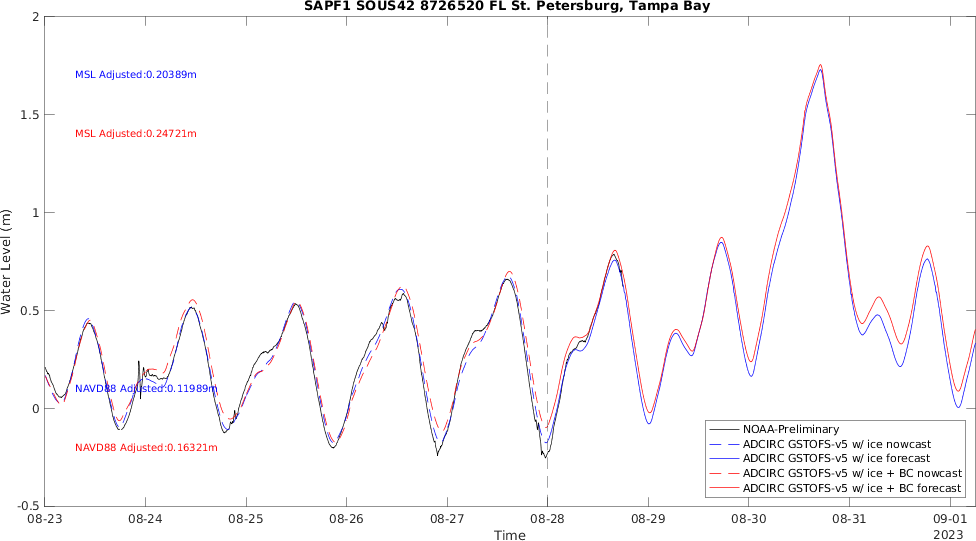 SAPF1 SOUS42 8726520 FL St. Petersburg, Tampa Bay
2
1.5
1
0.5
0
-0.5
Water Level (m)
MSL Adjusted:0.20389m
MSL Adjusted:0.24721m
NAVD88 Adjusted:0.11989m
NAVD88 Adjusted:0.16321m
NOAA-Preliminary
ADCIRC GSTOFS-v5 w/ ice nowcast
ADCIRC GSTOFS-v5 w/ ice forecast
ADCIRC GSTOFS-v5 w/ ice + BC nowcast
ADCIRC GSTOFS-v5 w/ ice + BC forecast
08-23 08-24 08-25 08-26 08-27 08-28 08-29 08-30 08-31 09-01
Time
2023